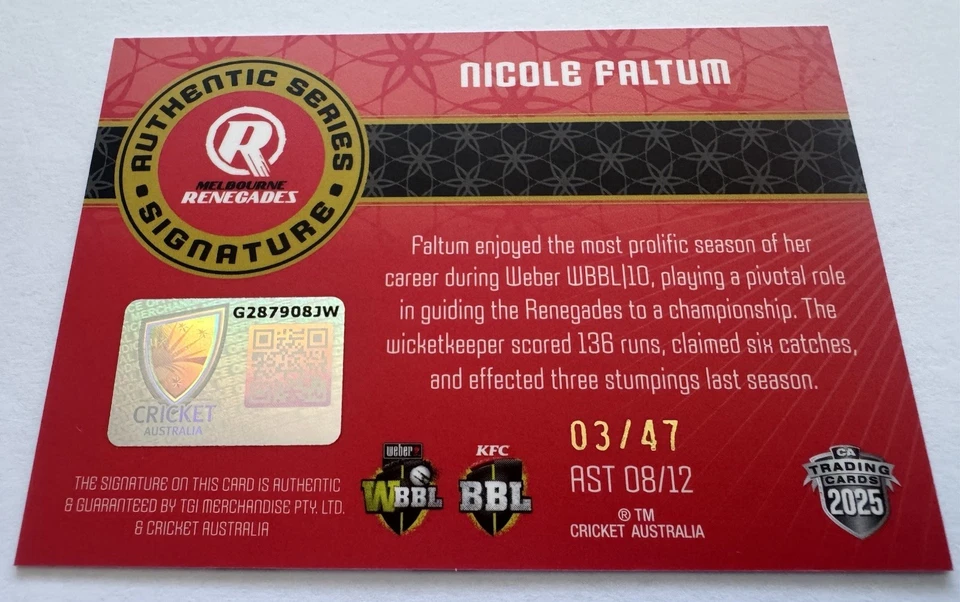 NICOLE FALTUM
AUTHENTIC SERIES
SIGNATURE
R
MELBOURNE
RENEGADES
Faltum enjoyed the most prolific season of her
career during Weber WBBL|10, playing a pivotal role
in guiding the Renegades to a championship. The
wicketkeeper scored 136 runs, claimed six catches,
and effected three stumpings last season.
G287908JW
CRICKET
AUSTRALIA
03/47
AST 08/12
® TM
CRICKET AUSTRALIA
THE SIGNATURE ON THIS CARD IS AUTHENTIC
& GUARANTEED BY TGI MERCHANDISE PTY. LTD.
& CRICKET AUSTRALIA
weber
WBBL
KFC
BBL
CA
TRADING
CARDS
2025